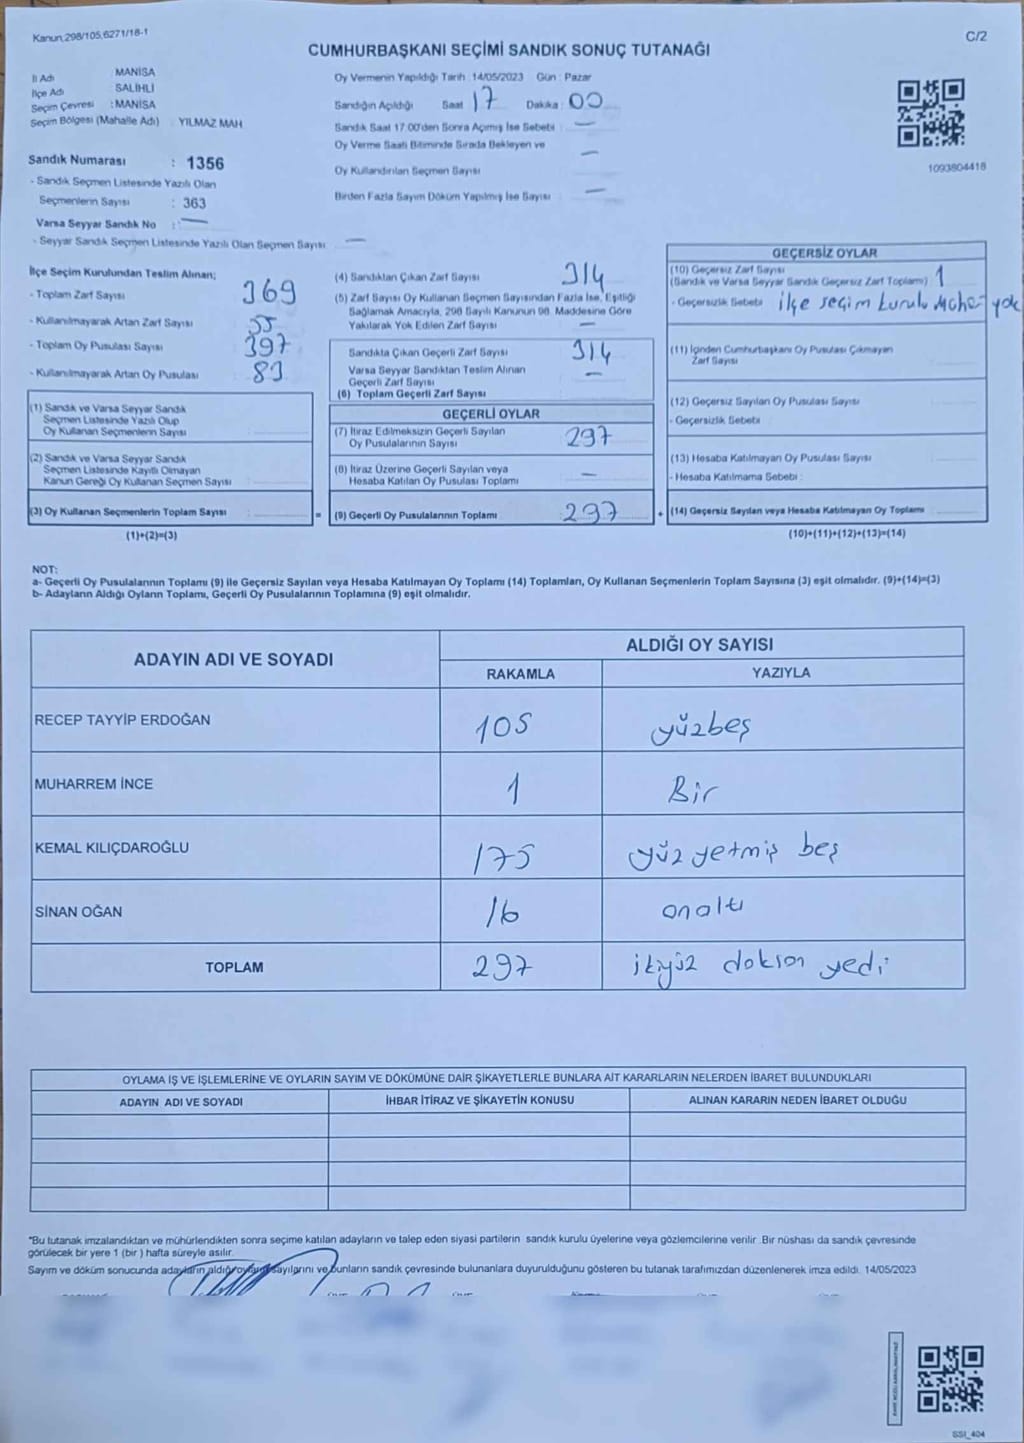 Kanun,298/105,6271/18-1
C/2
CUMHURBAŞKANI SEÇİMİ SANDIK SONUÇ TUTANAĞI
İl Adı MANİSA
İlçe Adı SALİHLİ
Seçim Çevresi : MANİSA
Seçim Bölgesi (Mahalle Adı) YILMAZ MAH
Sandık Numarası : 1356
- Sandık Seçmen Listesinde Yazılı Olan
Seçmenlerin Sayısı : 363
Varsa Seyyar Sandık No : —
- Seyyar Sandık Seçmen Listesinde Yazılı Olan Seçmen Sayısı —
Oy Vermenin Yapıldığı Tarih :14/05/2023 Gün : Pazar
Sandığın Açıldığı Saat 17 Dakika : 00
Sandık Saat 17.00'den Sonra Açımış İse Sebebi : —
Oy Verme Saati Bitiminde Sırada Bekleyen ve
Oy Kullandırılan Seçmen Sayısı —
Birden Fazla Sayım Döküm Yapılmış İse Sayısı —
1093804418
İlçe Seçim Kurulundan Teslim Alınan;
- Toplam Zarf Sayısı 369
- Kullanılmayarak Artan Zarf Sayısı 55
- Toplam Oy Pusulası Sayısı 397
- Kullanılmayarak Artan Oy Pusulası 83
(1) Sandık ve Varsa Seyyar Sandık
Seçmen Listesinde Yazılı Olup
Oy Kullanan Seçmenlerin Sayısı :
(2) Sandık ve Varsa Seyyar Sandık
Seçmen Listesinde Kayıtlı Olmayan
Kanun Gereği Oy Kullanan Seçmen Sayısı :
(3) Oy Kullanan Seçmenlerin Toplam Sayısı : =
(1)+(2)=(3)
(4) Sandıktan Çıkan Zarf Sayısı 314
(5) Zarf Sayısı Oy Kullanan Seçmen Sayısından Fazla İse, Eşitliği
Sağlamak Amacıyla, 298 Sayılı Kanunun 98. Maddesine Göre
Yakılarak Yok Edilen Zarf Sayısı —
Sandıkta Çıkan Geçerli Zarf Sayısı 314
Varsa Seyyar Sandıktan Teslim Alınan
Geçerli Zarf Sayısı —
(6) Toplam Geçerli Zarf Sayısı
GEÇERLİ OYLAR
(7) İtiraz Edilmeksizin Geçerli Sayılan
Oy Pusulalarının Sayısı 297
(8) İtiraz Üzerine Geçerli Sayılan veya
Hesaba Katılan Oy Pusulası Toplamı —
(9) Geçerli Oy Pusulalarının Toplamı : 297 +
GEÇERSİZ OYLAR
(10) Geçersiz Zarf Sayısı
(Sandık ve Varsa Seyyar Sandık Geçersiz Zarf Toplamı) 1
- Geçersizlik Sebebi : ilçe seçim kurulu yok
(11) İçinden Cumhurbaşkanı Oy Pusulası Çıkmayan
Zarf Sayısı
(12) Geçersiz Sayılan Oy Pusulası Sayısı
- Geçersizlik Sebebi
(13) Hesaba Katılmayan Oy Pusulası Sayısı
- Hesaba Katılmama Sebebi :
(14) Geçersiz Sayılan veya Hesaba Katılmayan Oy Toplamı
(10)+(11)+(12)+(13)=(14)
NOT:
a- Geçerli Oy Pusulalarının Toplamı (9) ile Geçersiz Sayılan veya Hesaba Katılmayan Oy Toplamı (14) Toplamları, Oy Kullanan Seçmenlerin Toplam Sayısına (3) eşit olmalıdır. (9)+(14)=(3)
b- Adayların Aldığı Oyların Toplamı, Geçerli Oy Pusulalarının Toplamına (9) eşit olmalıdır.
ADAYIN ADI VE SOYADI
ALDIĞI OY SAYISI
RAKAMLA YAZIYLA
RECEP TAYYİP ERDOĞAN 105 yüzbeş
MUHARREM İNCE 1 Bir
KEMAL KILIÇDAROĞLU 175 yüz yetmiş beş
SİNAN OĞAN 16 onaltı
TOPLAM 297 ikiyüz doksan yedi
OYLAMA İŞ VE İŞLEMLERİNE VE OYLARIN SAYIM VE DÖKÜMÜNE DAİR ŞİKAYETLERLE BUNLARA AİT KARARLARIN NELERDEN İBARET BULUNDUKLARI
ADAYIN ADI VE SOYADI İHBAR İTİRAZ VE ŞİKAYETİN KONUSU ALINAN KARARIN NEDEN İBARET OLDUĞU
*Bu tutanak imzalandıktan ve mühürlendikten sonra seçime katılan adayların ve talep eden siyasi partilerin sandık kurulu üyelerine veya gözlemcilerine verilir .Bir nüshası da sandık çevresinde
görülecek bir yere 1 (bir ) hafta süreyle asılır.
Sayım ve döküm sonucunda adayların aldığı oyların sayılarını ve bunların sandık çevresinde bulunanlara duyurulduğunu gösteren bu tutanak tarafımızdan düzenlenerek imza edildi. 14/05/2023
SSI_404